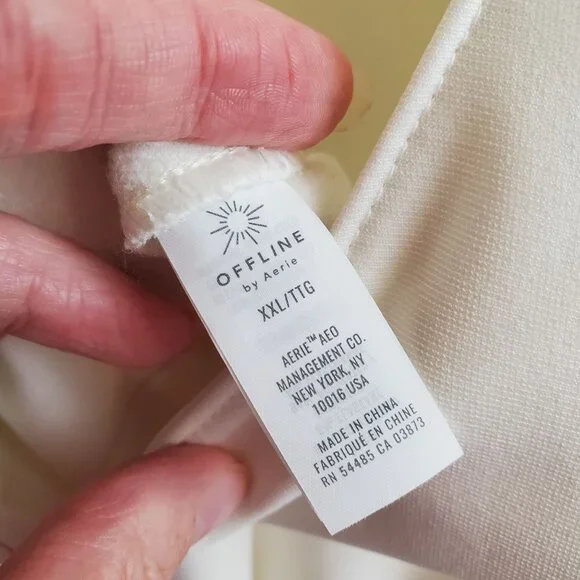 OFFLINE
by Aerie
XXL/TTG
AERIE™ AEO
MANAGEMENT CO.
NEW YORK, NY
10016 USA
MADE IN CHINA
FABRIQUÉ EN CHINE
RN 54485 CA 03873